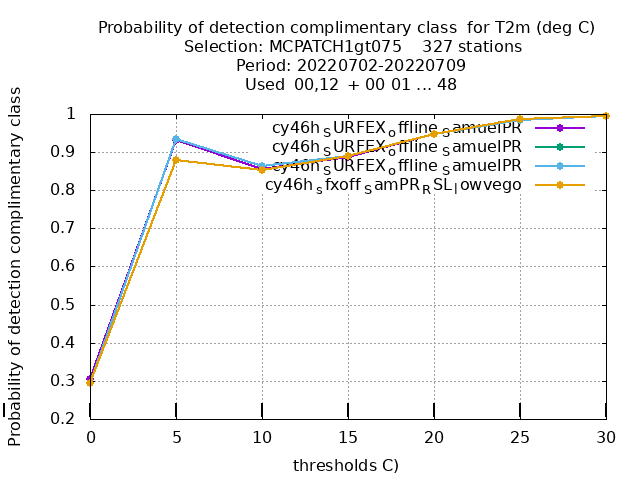 Probability of detection complimentary class for T2m (deg C)
Selection: MCPATCH1gt075 327 stations
Period: 20220702-20220709
Used 00,12 + 00 01 ... 48
Probability of detection complimentary class
cy46h_SURFEX_offline_SamuelPR
cy46h_SURFEX_offline_SamuelPR
cy46h_SURFEX_offline_SamuelPR
cy46h_sfxoff_SamPR_RSL_lowvego
1
0.9
0.8
0.7
0.6
0.5
0.4
0.3
0.2
0 5 10 15 20 25 30
thresholds C)